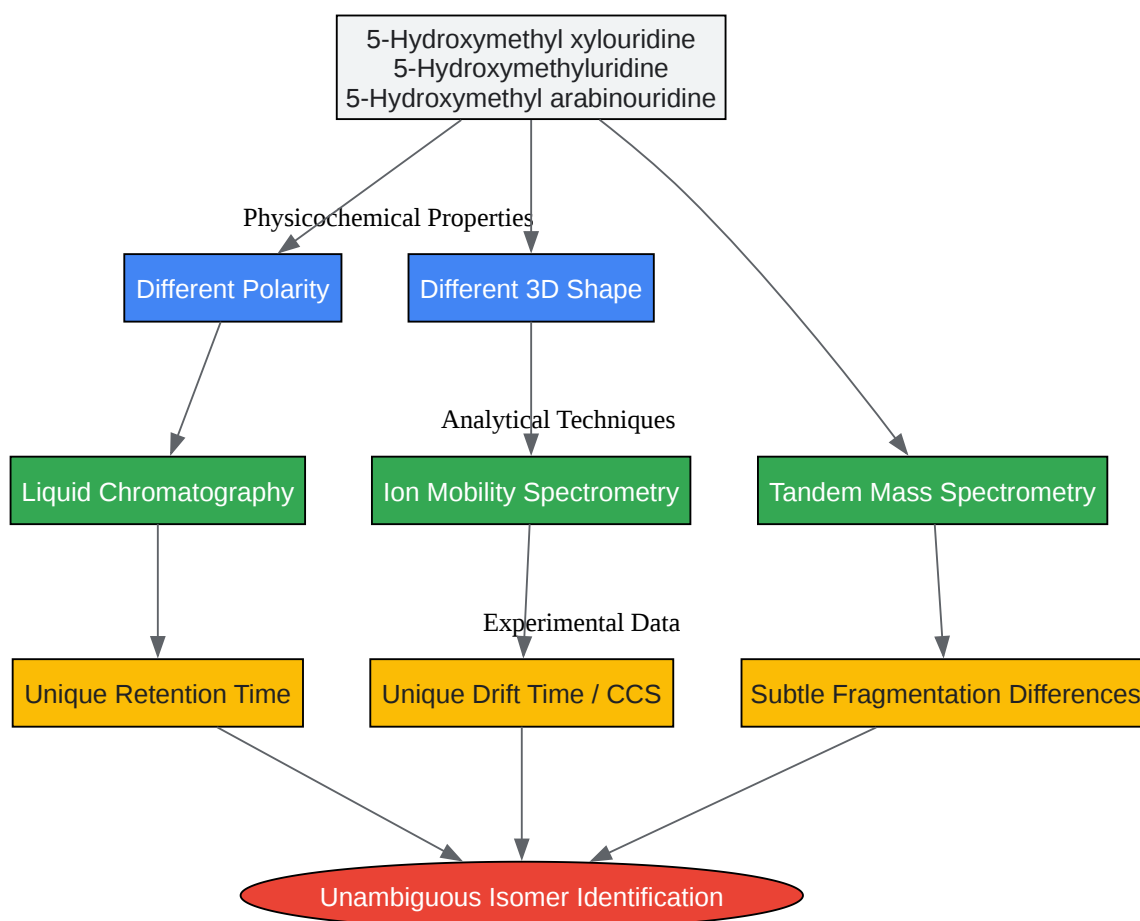 5-Hydroxymethyl xylouridine
5-Hydroxymethyluridine
5-Hydroxymethyl arabinouridine
Physicochemical Properties
Different Polarity
Different 3D Shape
Analytical Techniques
Liquid Chromatography
Ion Mobility Spectrometry
Tandem Mass Spectrometry
Experimental Data
Unique Retention Time
Unique Drift Time / CCS
Subtle Fragmentation Differences
Unambiguous Isomer Identification